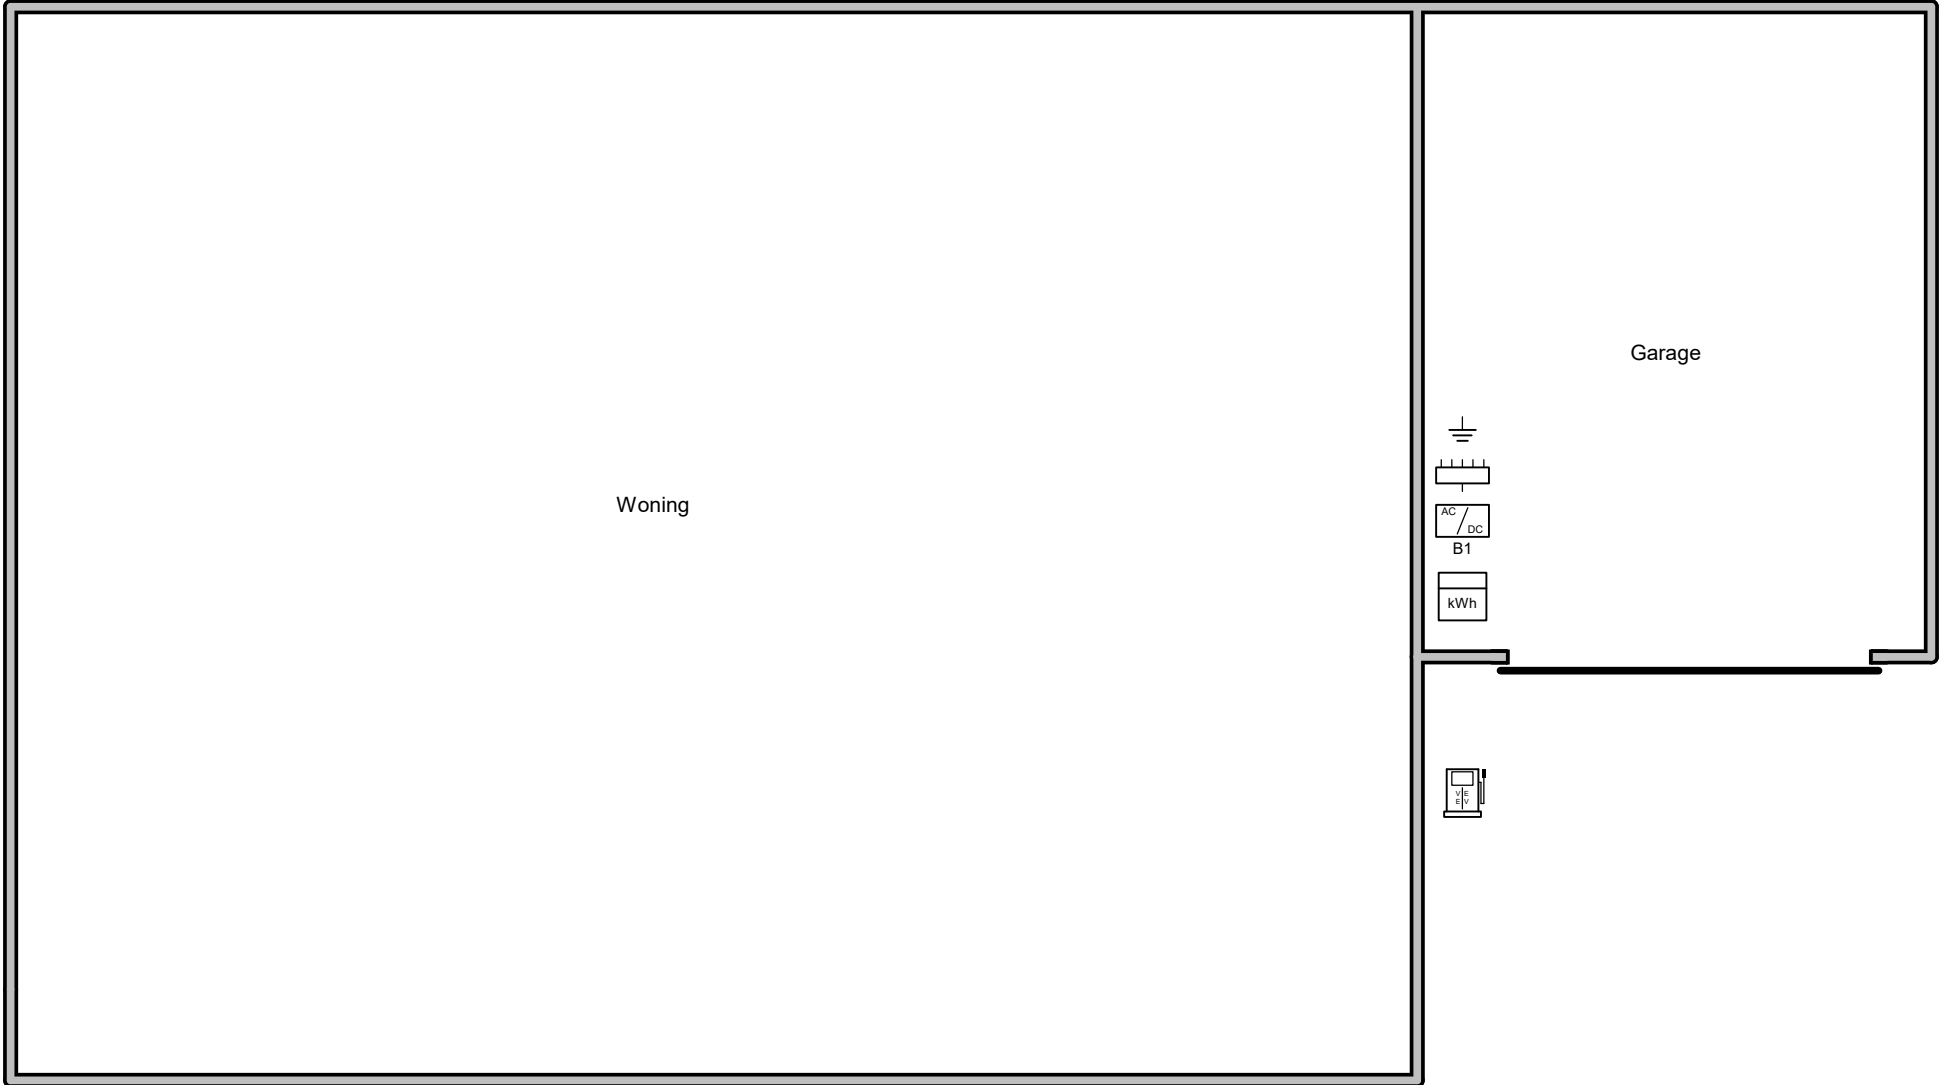 Garage
Woning
AC
DC
B1
kWh
V E
E V